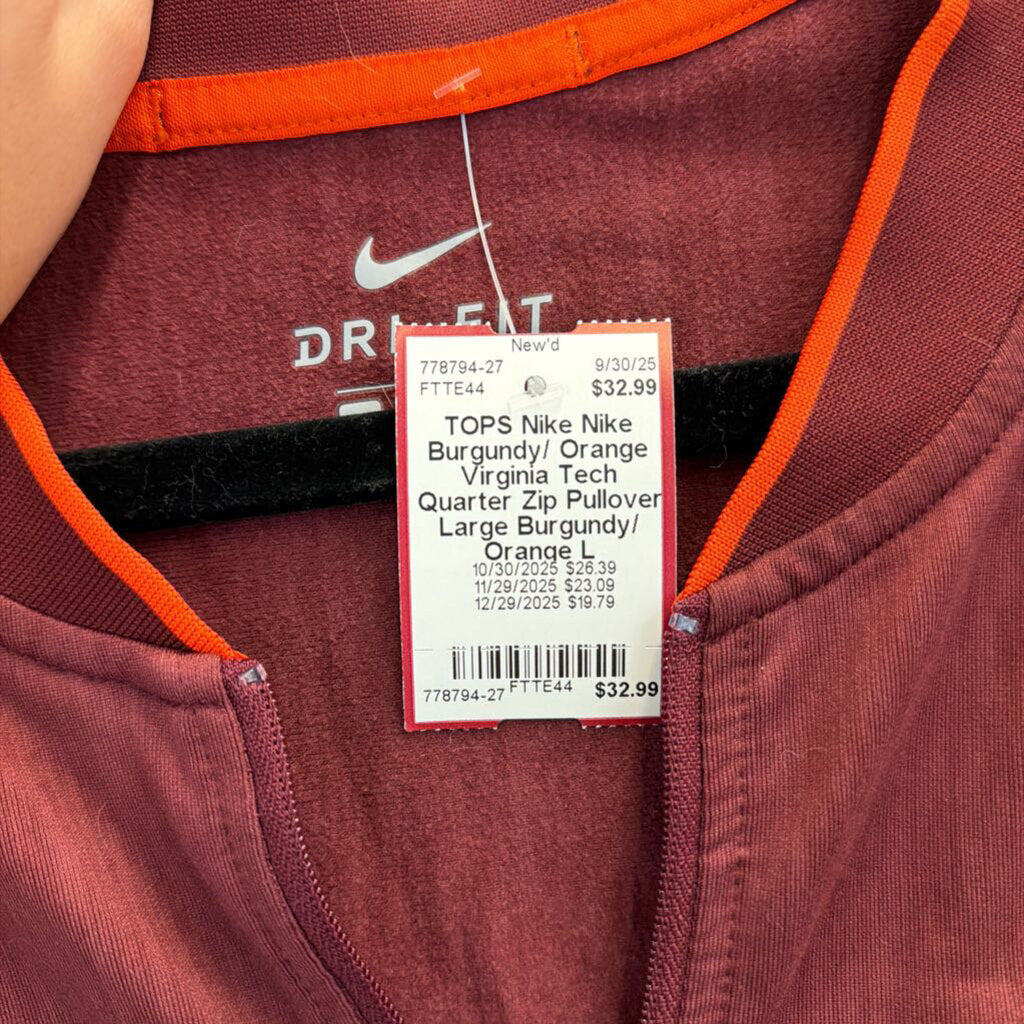 DRI-FIT
New'd
778794-27 9/30/25
FTTE44 $32.99
TOPS Nike Nike
Burgundy/ Orange
Virginia Tech
Quarter Zip Pullover
Large Burgundy/
Orange L
10/30/2025 $26.39
11/29/2025 $23.09
12/29/2025 $19.79
778794-27 FTTE44 $32.99